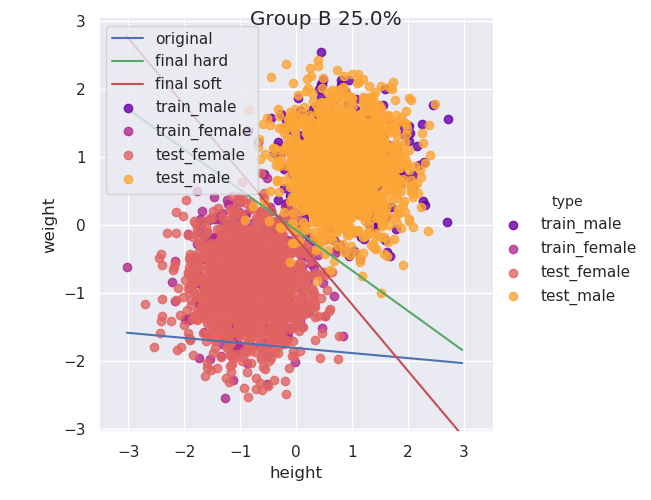 Group B 25.0%
3
2
1
0
−1
−2
−3
weight
original
final hard
final soft
train_male
train_female
test_female
test_male
−3
−2
−1
0
1
2
3
height
type
train_male
train_female
test_female
test_male